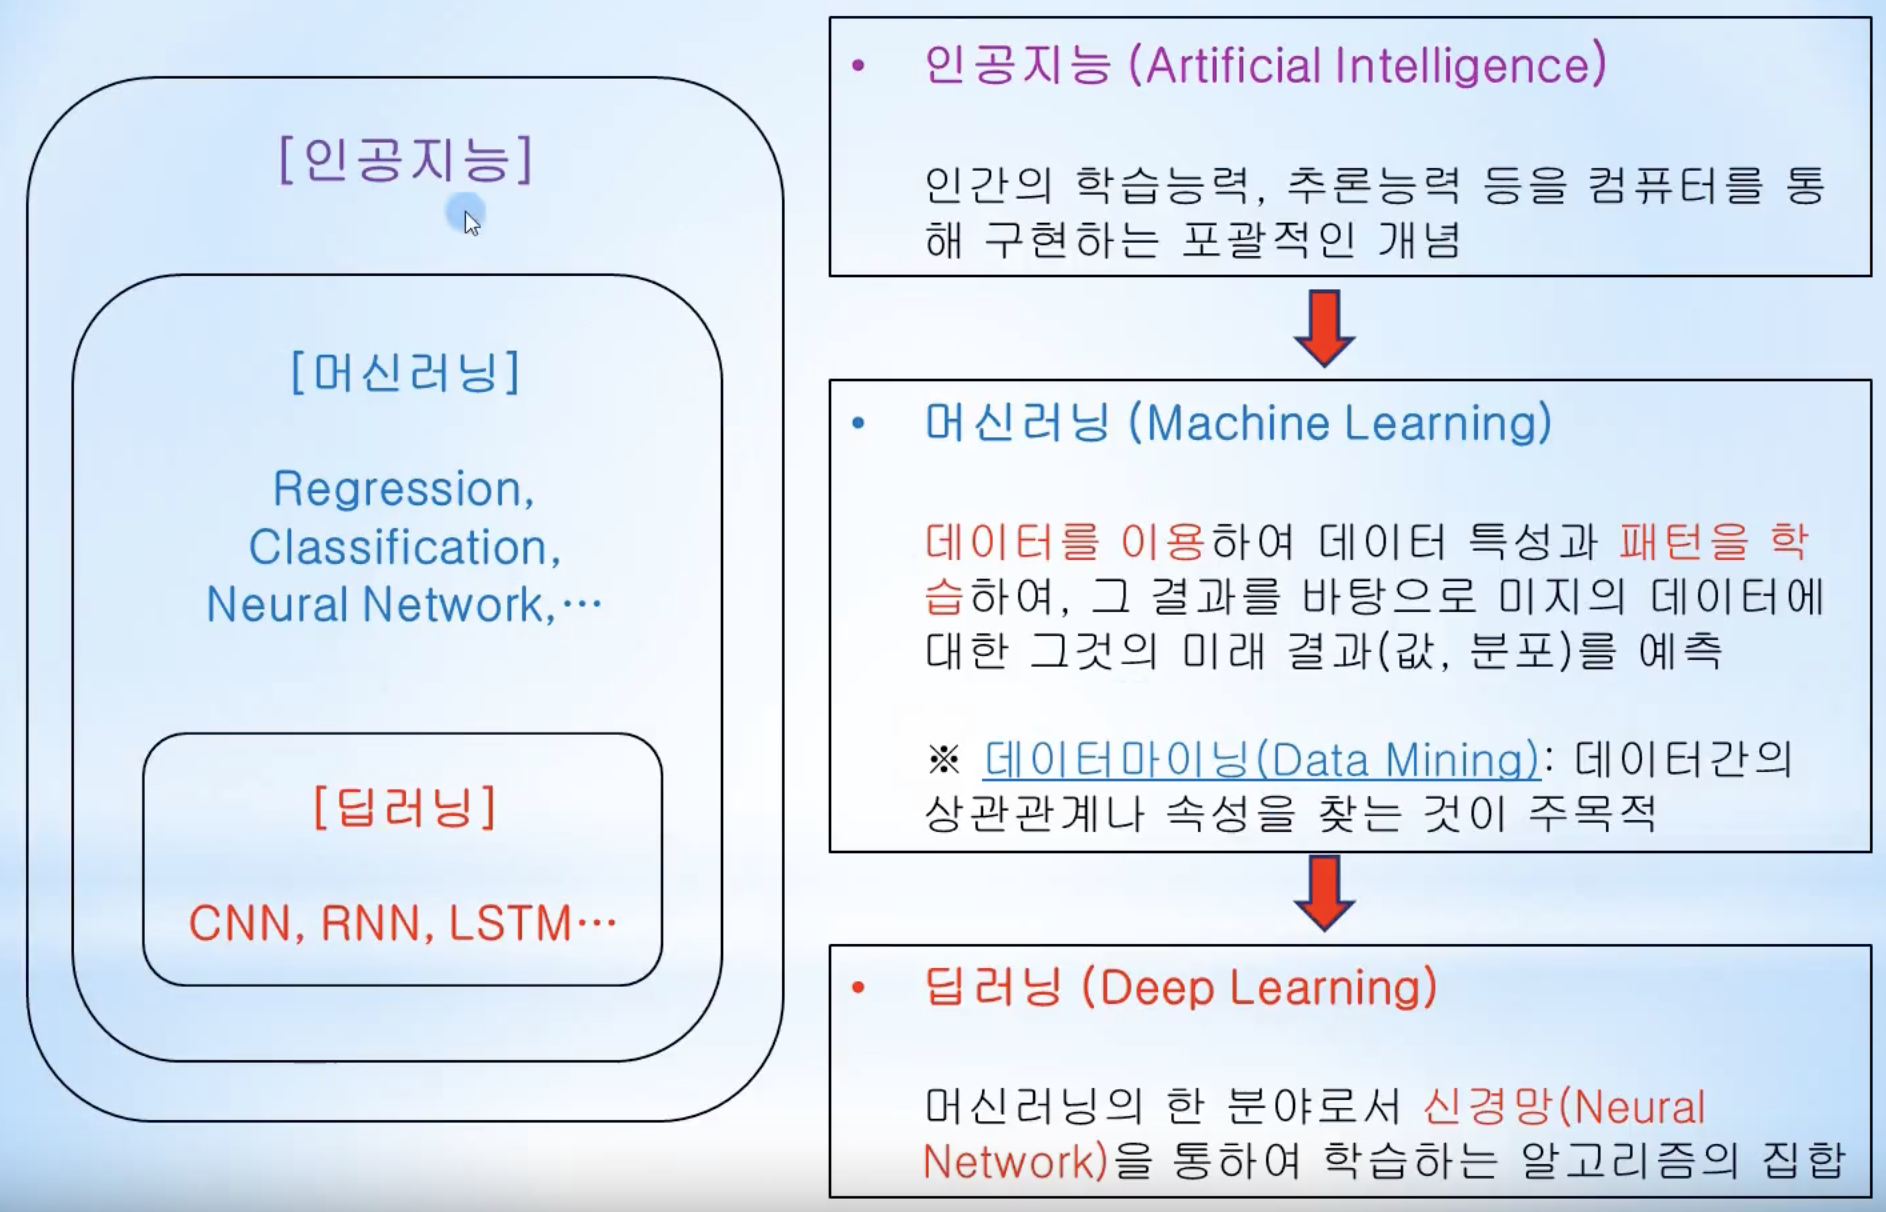 [인공지능]
[머신러닝]
Regression,
Classification,
Neural Network,…
[딥러닝]
CNN, RNN, LSTM…
• 인공지능 (Artificial Intelligence)
인간의 학습능력, 추론능력 등을 컴퓨터를 통
해 구현하는 포괄적인 개념
• 머신러닝 (Machine Learning)
데이터를 이용하여 데이터 특성과 패턴을 학
습하여, 그 결과를 바탕으로 미지의 데이터에
대한 그것의 미래 결과(값, 분포)를 예측
※ 데이터마이닝(Data Mining): 데이터간의
상관관계나 속성을 찾는 것이 주목적
• 딥러닝 (Deep Learning)
머신러닝의 한 분야로서 신경망(Neural
Network)을 통하여 학습하는 알고리즘의 집합